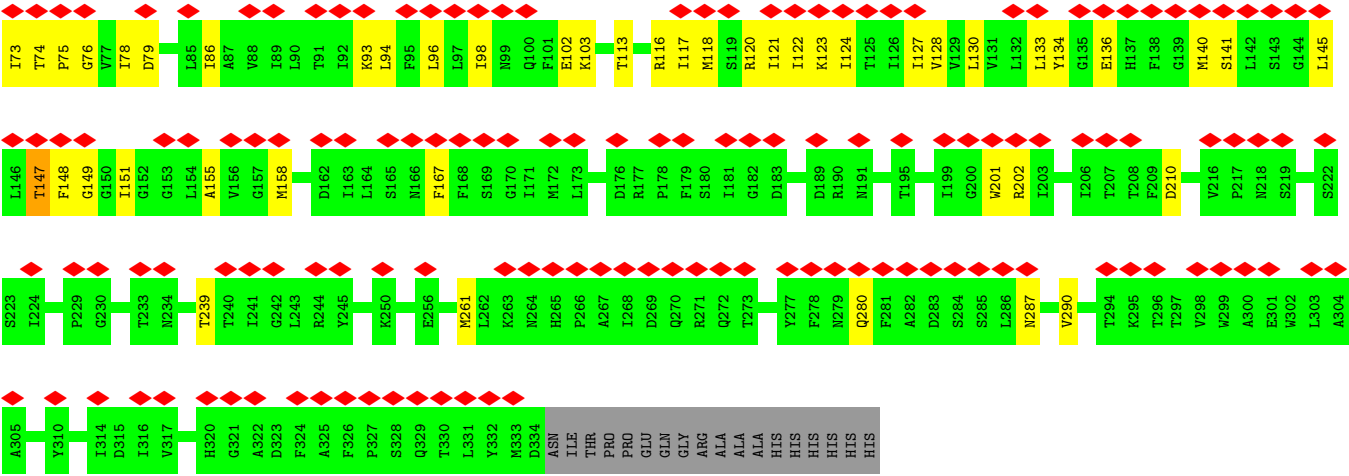 I73 T74 P75 G76 V77 I78 D79 L85 I86 A87 V88 I89 L90 T91 I92 K93 L94 F95 L96 L97 I98 N99 Q100 F101 E102 K103 T113 R116 I117 M118 S119 R120 I121 I122 K123 I124 T125 I126 I127 V128 V129 L130 V131 L132 L133 Y134 G135 E136 H137 F138 G139 M140 S141 L142 S143 G144 L145
L146 T147 F148 G149 G150 I151 G152 G153 L154 A155 V156 G157 M158 D162 I163 L164 S165 N166 F167 F168 S169 G170 I171 M172 L173 D176 R177 P178 F179 S180 I181 G182 D183 D189 R190 N191 T195 I199 G200 W201 R202 I203 I206 T207 T208 F209 D210 V216 P217 N218 S219 S222
S223 I224 P229 G230 T233 N234 T239 T240 I241 G242 L243 R244 Y245 K250 E256 M261 L262 K263 N264 H265 P266 A267 I268 D269 Q270 R271 Q272 T273 Y277 F278 N279 Q280 F281 A282 D283 S284 S285 L286 N287 V290 T294 K295 T296 T297 V298 W299 A300 E301 W302 L303 A304
A305 Y310 I314 D315 I316 V317 H320 G321 A322 D323 F324 A325 F326 P327 S328 Q329 T330 L331 Y332 M333 D334 ASN ILE THR PRO PRO GLU GLN GLY ARG ALA ALA ALA HIS HIS HIS HIS HIS HIS